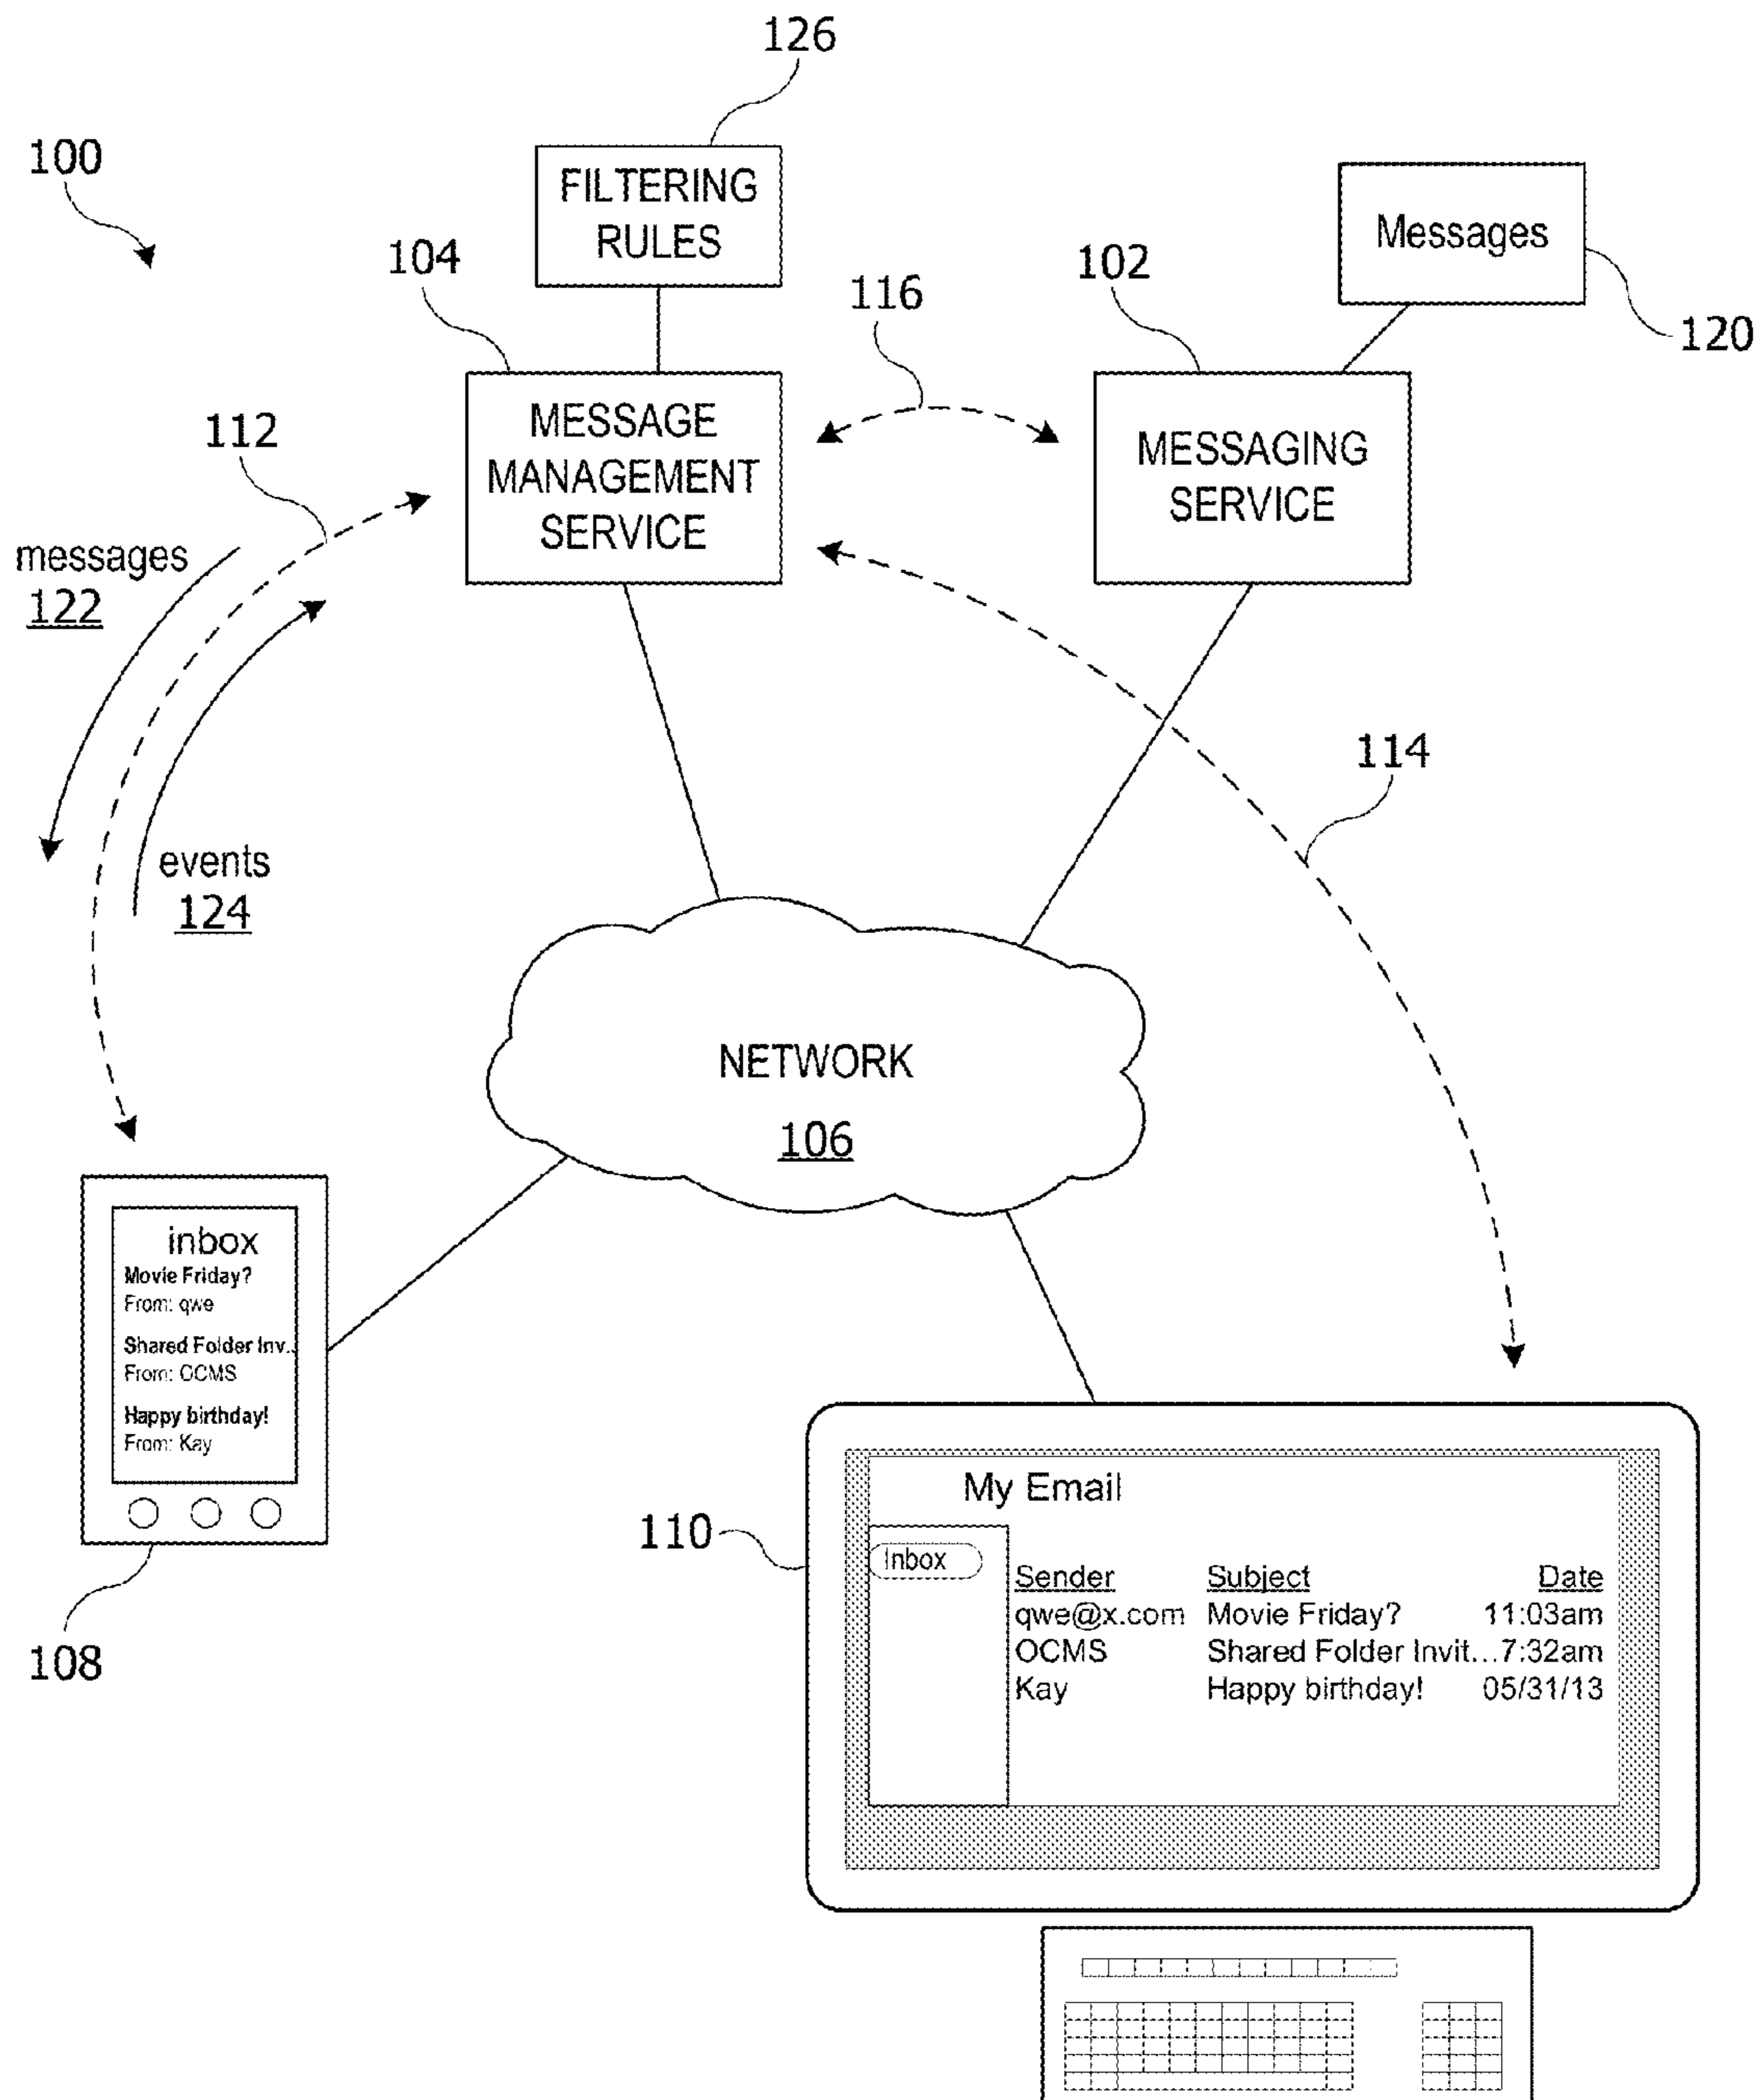 126
100
FILTERING
RULES
Messages
104
116
102
120
112
MESSAGE
MANAGEMENT
SERVICE
MESSAGING
SERVICE
messages
122
114
events
124
NETWORK
106
inbox
Movie Friday?
From: qwe
Shared Folder Inv..
From: OCMS
Happy birthday!
From: Kay
108
110
My Email
Inbox
Sender Subject Date
qwe@x.com Movie Friday? 11:03am
OCMS Shared Folder Invit...7:32am
Kay Happy birthday! 05/31/13